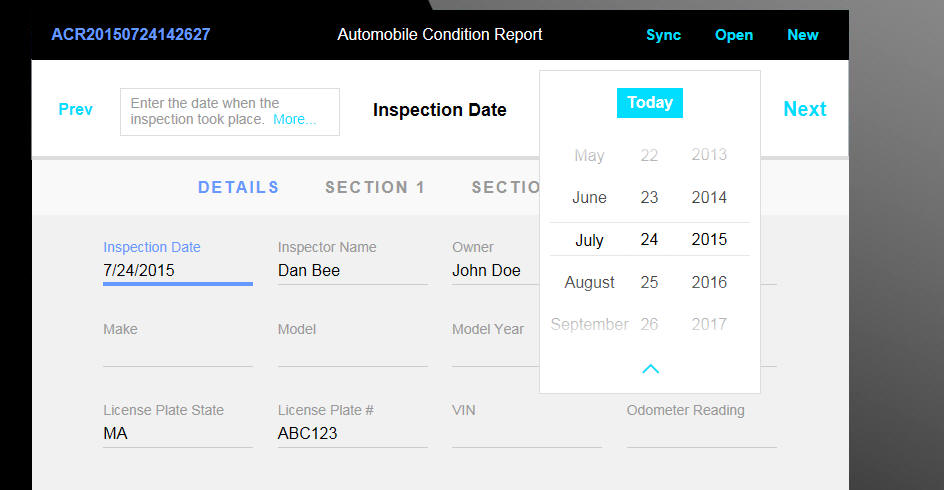 ACR20150724142627 Automobile Condition Report Sync Open New
Prev
Enter the date when the
inspection took place. More...
Inspection Date
Next
Today
May 22 2013
June 23 2014
July 24 2015
August 25 2016
September 26 2017
DETAILS SECTION 1 SECTIO
Inspection Date Inspector Name Owner
7/24/2015 Dan Bee John Doe
Make Model Model Year
License Plate State License Plate # VIN Odometer Reading
MA ABC123